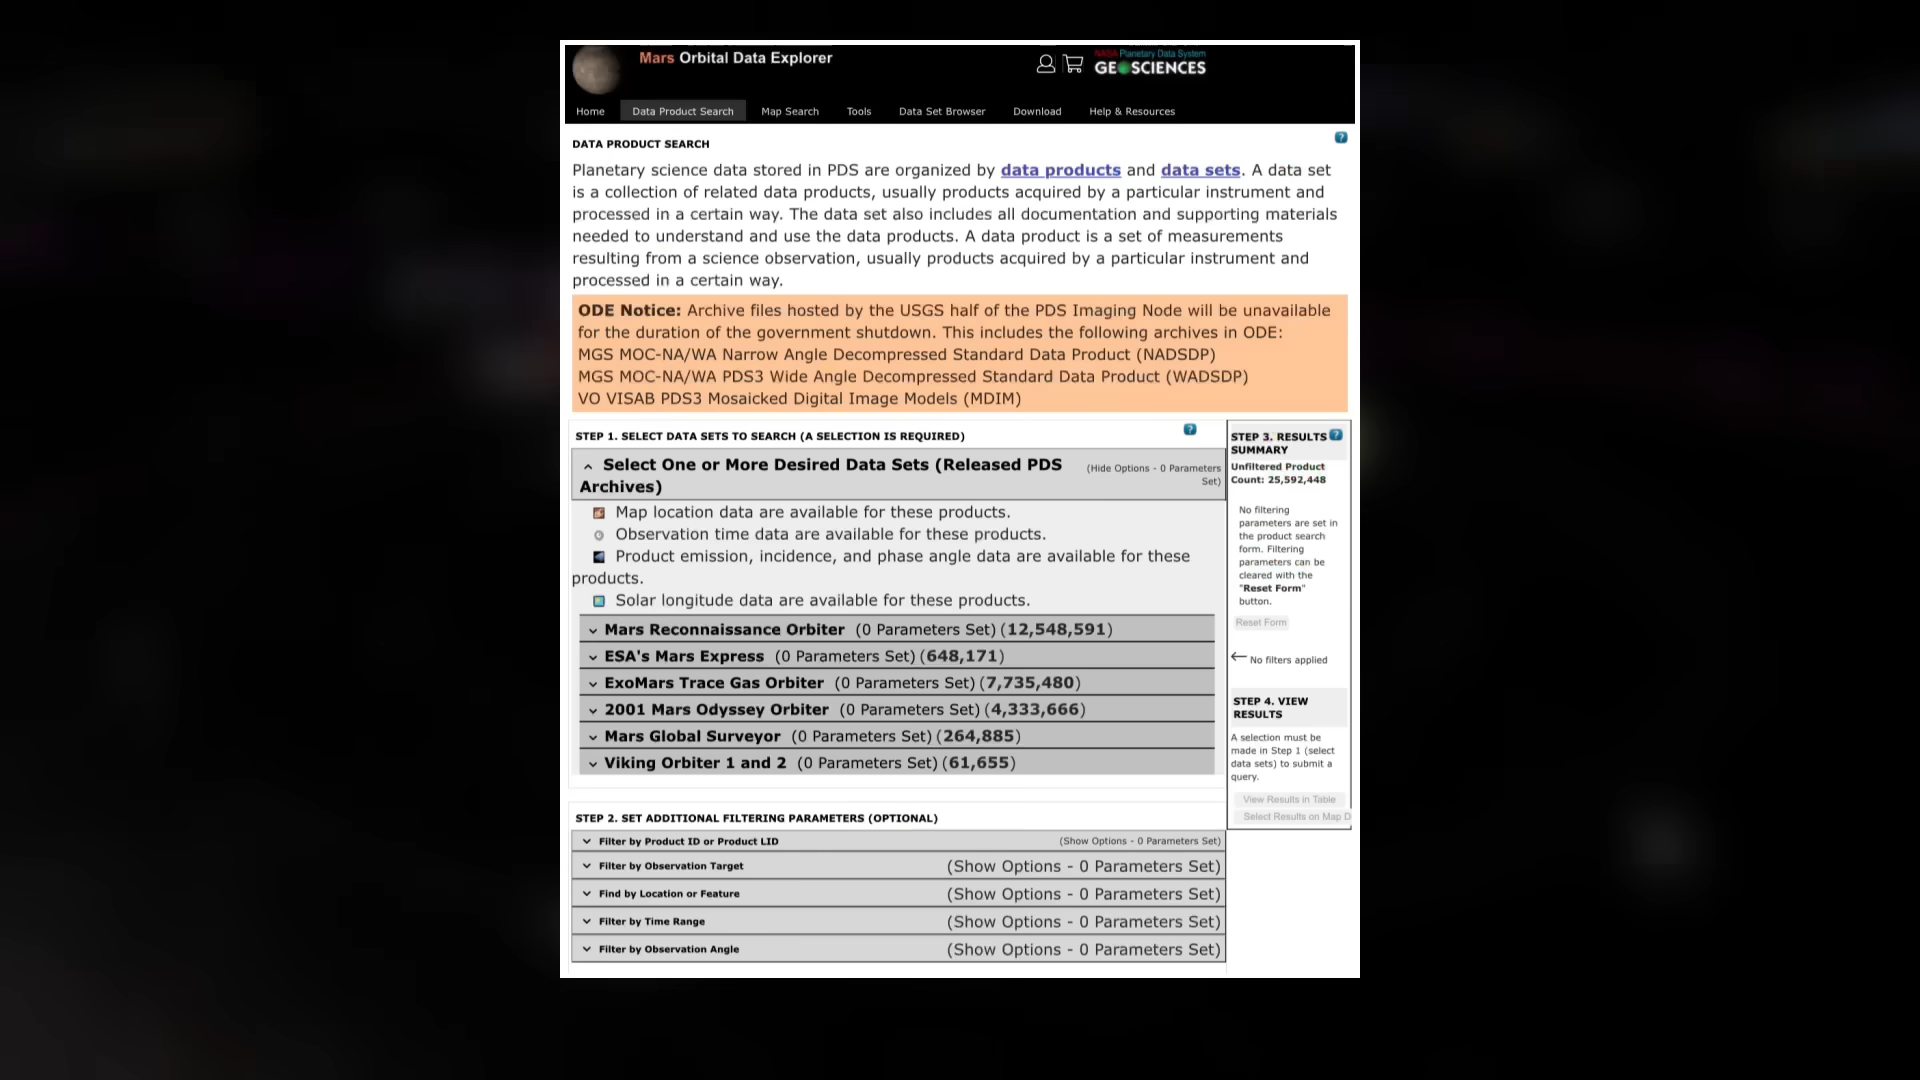 Mars Orbital Data Explorer
NASA Planetary Data System
GEOSCIENCES
Home Data Product Search Map Search Tools Data Set Browser Download Help & Resources
DATA PRODUCT SEARCH
Planetary science data stored in PDS are organized by data products and data sets. A data set
is a collection of related data products, usually products acquired by a particular instrument and
processed in a certain way. The data set also includes all documentation and supporting materials
needed to understand and use the data products. A data product is a set of measurements
resulting from a science observation, usually products acquired by a particular instrument and
processed in a certain way.
ODE Notice: Archive files hosted by the USGS half of the PDS Imaging Node will be unavailable
for the duration of the government shutdown. This includes the following archives in ODE:
MGS MOC-NA/WA Narrow Angle Decompressed Standard Data Product (NADSDP)
MGS MOC-NA/WA PDS3 Wide Angle Decompressed Standard Data Product (WADSDP)
VO VISAB PDS3 Mosaicked Digital Image Models (MDIM)
STEP 1. SELECT DATA SETS TO SEARCH (A SELECTION IS REQUIRED)
Select One or More Desired Data Sets (Released PDS
Archives)
(Hide Options - 0 Parameters
Set)
Map location data are available for these products.
Observation time data are available for these products.
Product emission, incidence, and phase angle data are available for these
products.
Solar longitude data are available for these products.
Mars Reconnaissance Orbiter (0 Parameters Set) (12,548,591)
ESA's Mars Express (0 Parameters Set) (648,171)
ExoMars Trace Gas Orbiter (0 Parameters Set) (7,735,480)
2001 Mars Odyssey Orbiter (0 Parameters Set) (4,333,666)
Mars Global Surveyor (0 Parameters Set) (264,885)
Viking Orbiter 1 and 2 (0 Parameters Set) (61,655)
STEP 2. SET ADDITIONAL FILTERING PARAMETERS (OPTIONAL)
Filter by Product ID or Product LID (Show Options - 0 Parameters Set)
Filter by Observation Target (Show Options - 0 Parameters Set)
Find by Location or Feature (Show Options - 0 Parameters Set)
Filter by Time Range (Show Options - 0 Parameters Set)
Filter by Observation Angle (Show Options - 0 Parameters Set)
STEP 3. RESULTS
SUMMARY
Unfiltered Product
Count: 25,592,448
No filtering
parameters are set in
the product search
form. Filtering
parameters can be
cleared with the
"Reset Form"
button.
Reset Form
No filters applied
STEP 4. VIEW
RESULTS
A selection must be
made in Step 1 (select
data sets) to submit a
query.
View Results in Table
Select Results on Map D